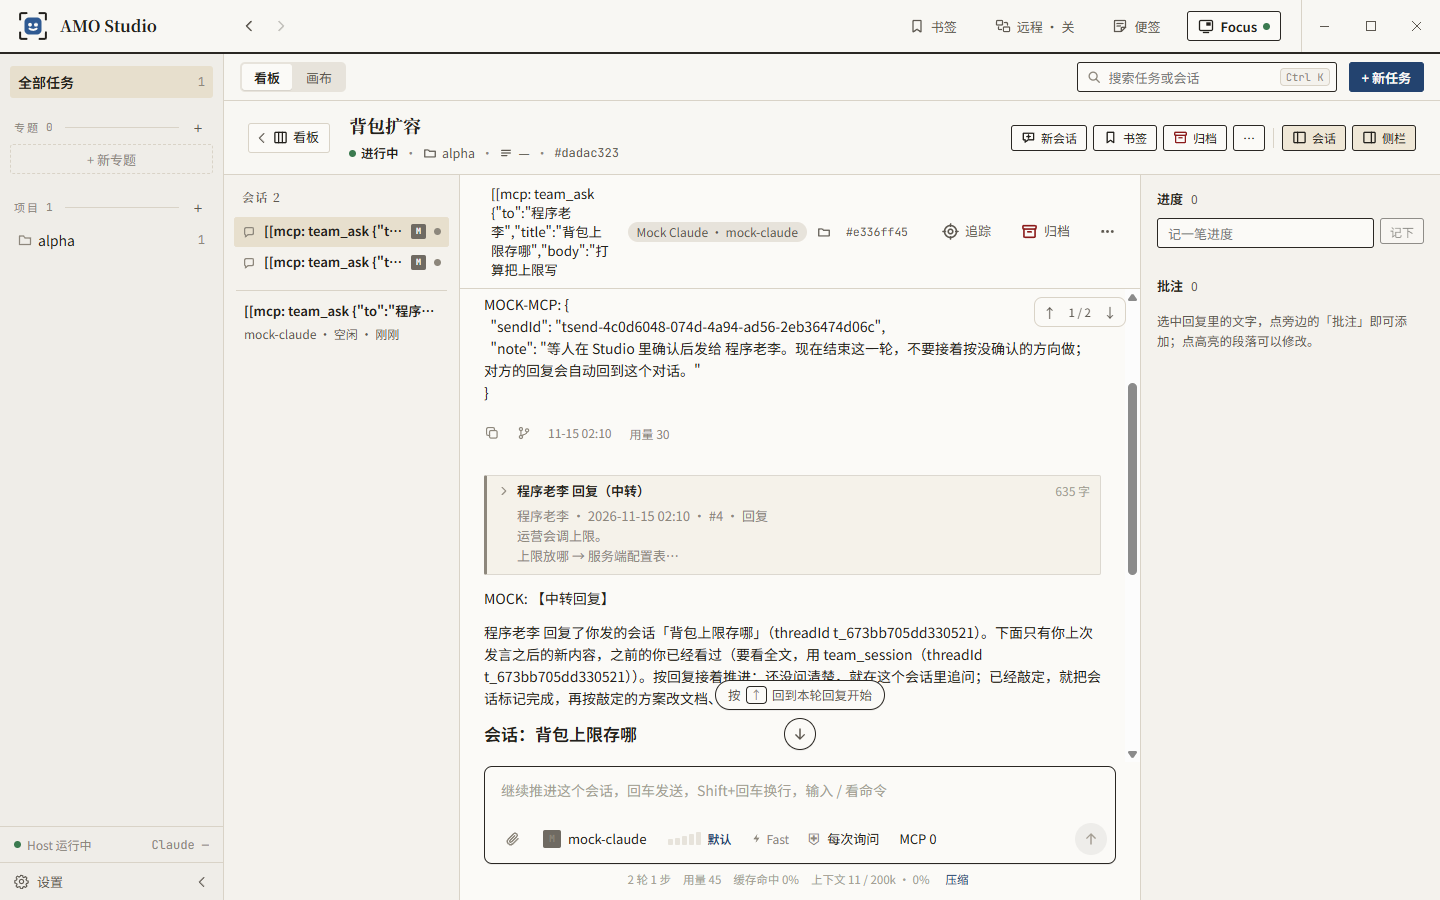 AMO Studio
书签
远程 · 关
便签
Focus
全部任务 1
专题 0
+ 新专题
项目 1
alpha 1
Host 运行中
Claude —
设置
看板
画布
搜索任务或会话
Ctrl K
+ 新任务
看板
背包扩容
进行中 · alpha · — · #dadac323
新会话
书签
归档
···
会话
侧栏
会话 2
[[mcp: team_ask {"t··· M
[[mcp: team_ask {"t··· M
[[mcp: team_ask {"to":"程序···
mock-claude · 空闲 · 刚刚
[[mcp: team_ask
{"to":"程序老
李","title":"背包上
限存哪","body":"打
算把上限写
Mock Claude · mock-claude
#e336ff45
追踪
归档
···
MOCK-MCP: {
"sendId": "tsend-4c0d6048-074d-4a94-ad56-2eb36474d06c",
"note": "等人在 Studio 里确认后发给 程序老李。现在结束这一轮，不要接着按没确认的方向做；
对方的回复会自动回到这个对话。"
}
1 / 2
11-15 02:10
用量 30
程序老李 回复（中转）
635 字
程序老李 · 2026-11-15 02:10 · #4 · 回复
运营会调上限。
上限放哪 → 服务端配置表···
MOCK: 【中转回复】
程序老李 回复了你发的会话「背包上限存哪」（threadId t_673bb705dd330521）。下面只有你上次
发言之后的新内容，之前的你已经看过（要看全文，用 team_session（threadId
t_673bb705dd330521））。按回复接着推进：还没问清楚，就在这个会话里追问；已经敲定，就把会
话标记完成，再按敲定的方案改文档、
按 ↑ 回到本轮回复开始
会话：背包上限存哪
继续推进这个会话，回车发送，Shift+回车换行，输入 / 看命令
M mock-claude
默认
Fast
每次询问
MCP 0
2 轮 1 步
用量 45
缓存命中 0%
上下文 11 / 200k · 0%
压缩
进度 0
记一笔进度
记下
批注 0
选中回复里的文字，点旁边的「批注」即可添
加；点高亮的段落可以修改。